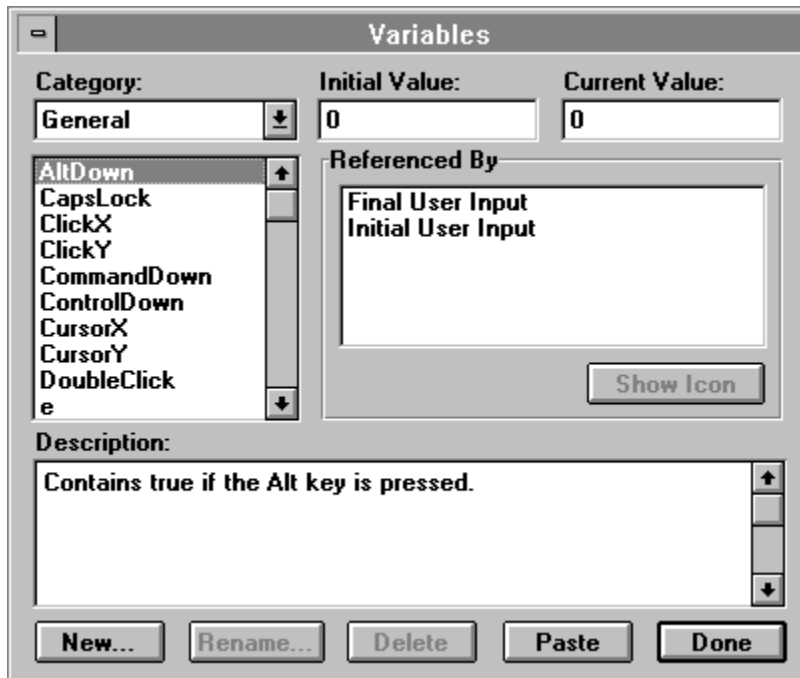 Variables
Category:
General
AltDown
CapsLock
ClickX
ClickY
CommandDown
ControlDown
CursorX
CursorY
DoubleClick
e
Initial Value:
0
Current Value:
0
Referenced By
Final User Input
Initial User Input
Show Icon
Description:
Contains true if the Alt key is pressed.
New...
Rename...
Delete
Paste
Done